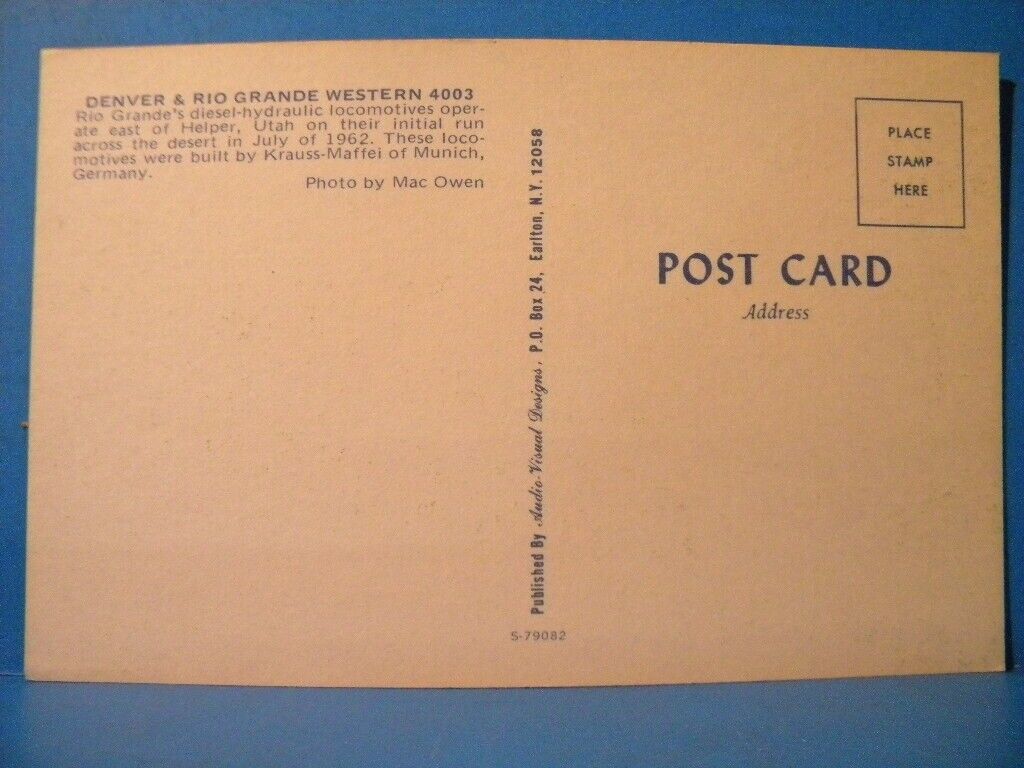 DENVER & RIO GRANDE WESTERN 4003
Rio Grande's diesel-hydraulic locomotives oper-
ate east of Helper, Utah on their initial run
across the desert in July of 1962. These loco-
motives were built by Krauss-Maffei of Munich,
Germany.
Photo by Mac Owen
Published By Audio-Visual Designs, P.O. Box 24, Earlton, N.Y. 12058
S-79082
PLACE
STAMP
HERE
POST CARD
Address